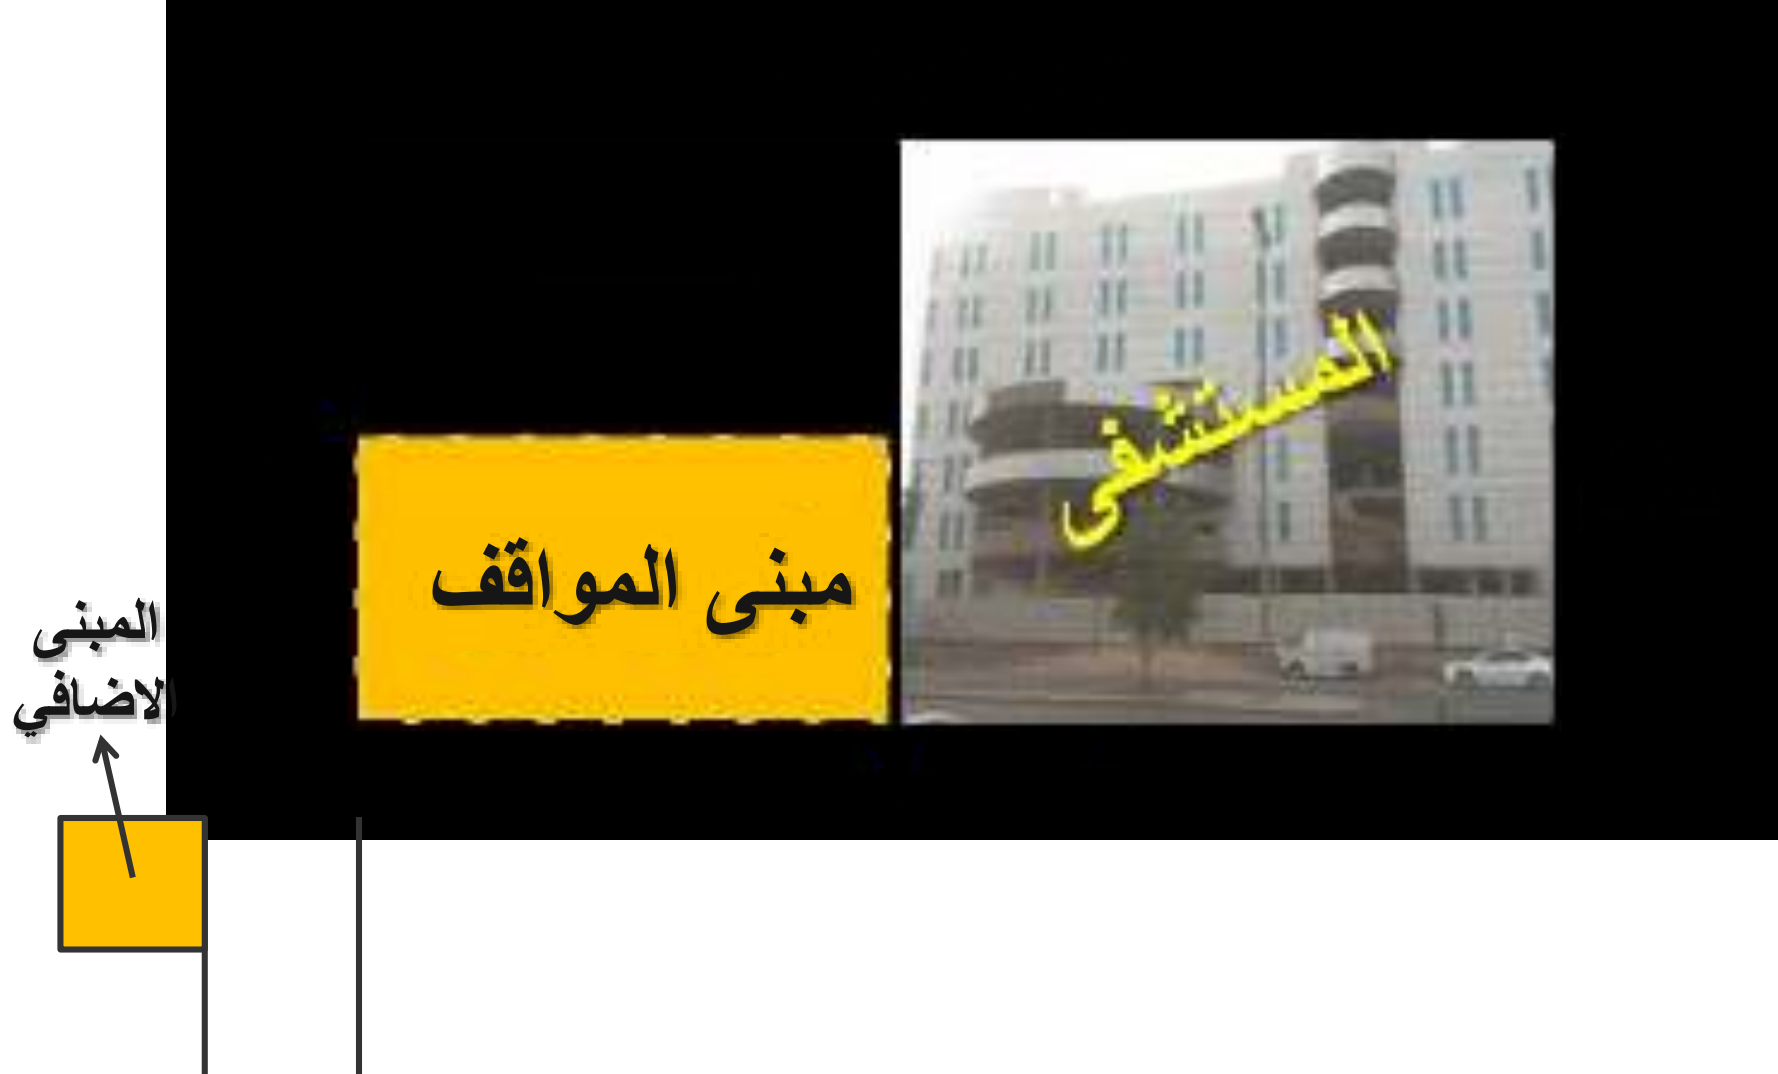 المستشفى
مبنى المواقف
المبنى
الاضافي